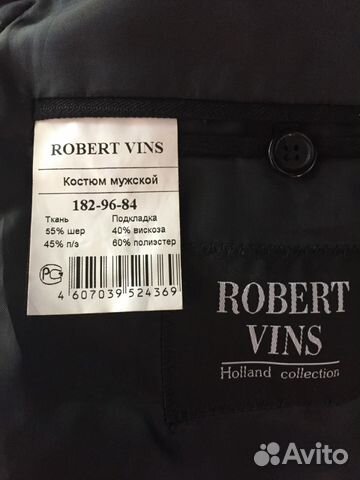 ROBERT VINS
Костюм мужской
182-96-84
Ткань Подкладка
55% шер 40% вискоза
45% п/э 60% полиэстер
РС
4 607039 524369
ROBERT
VINS
Holland collection
Avito